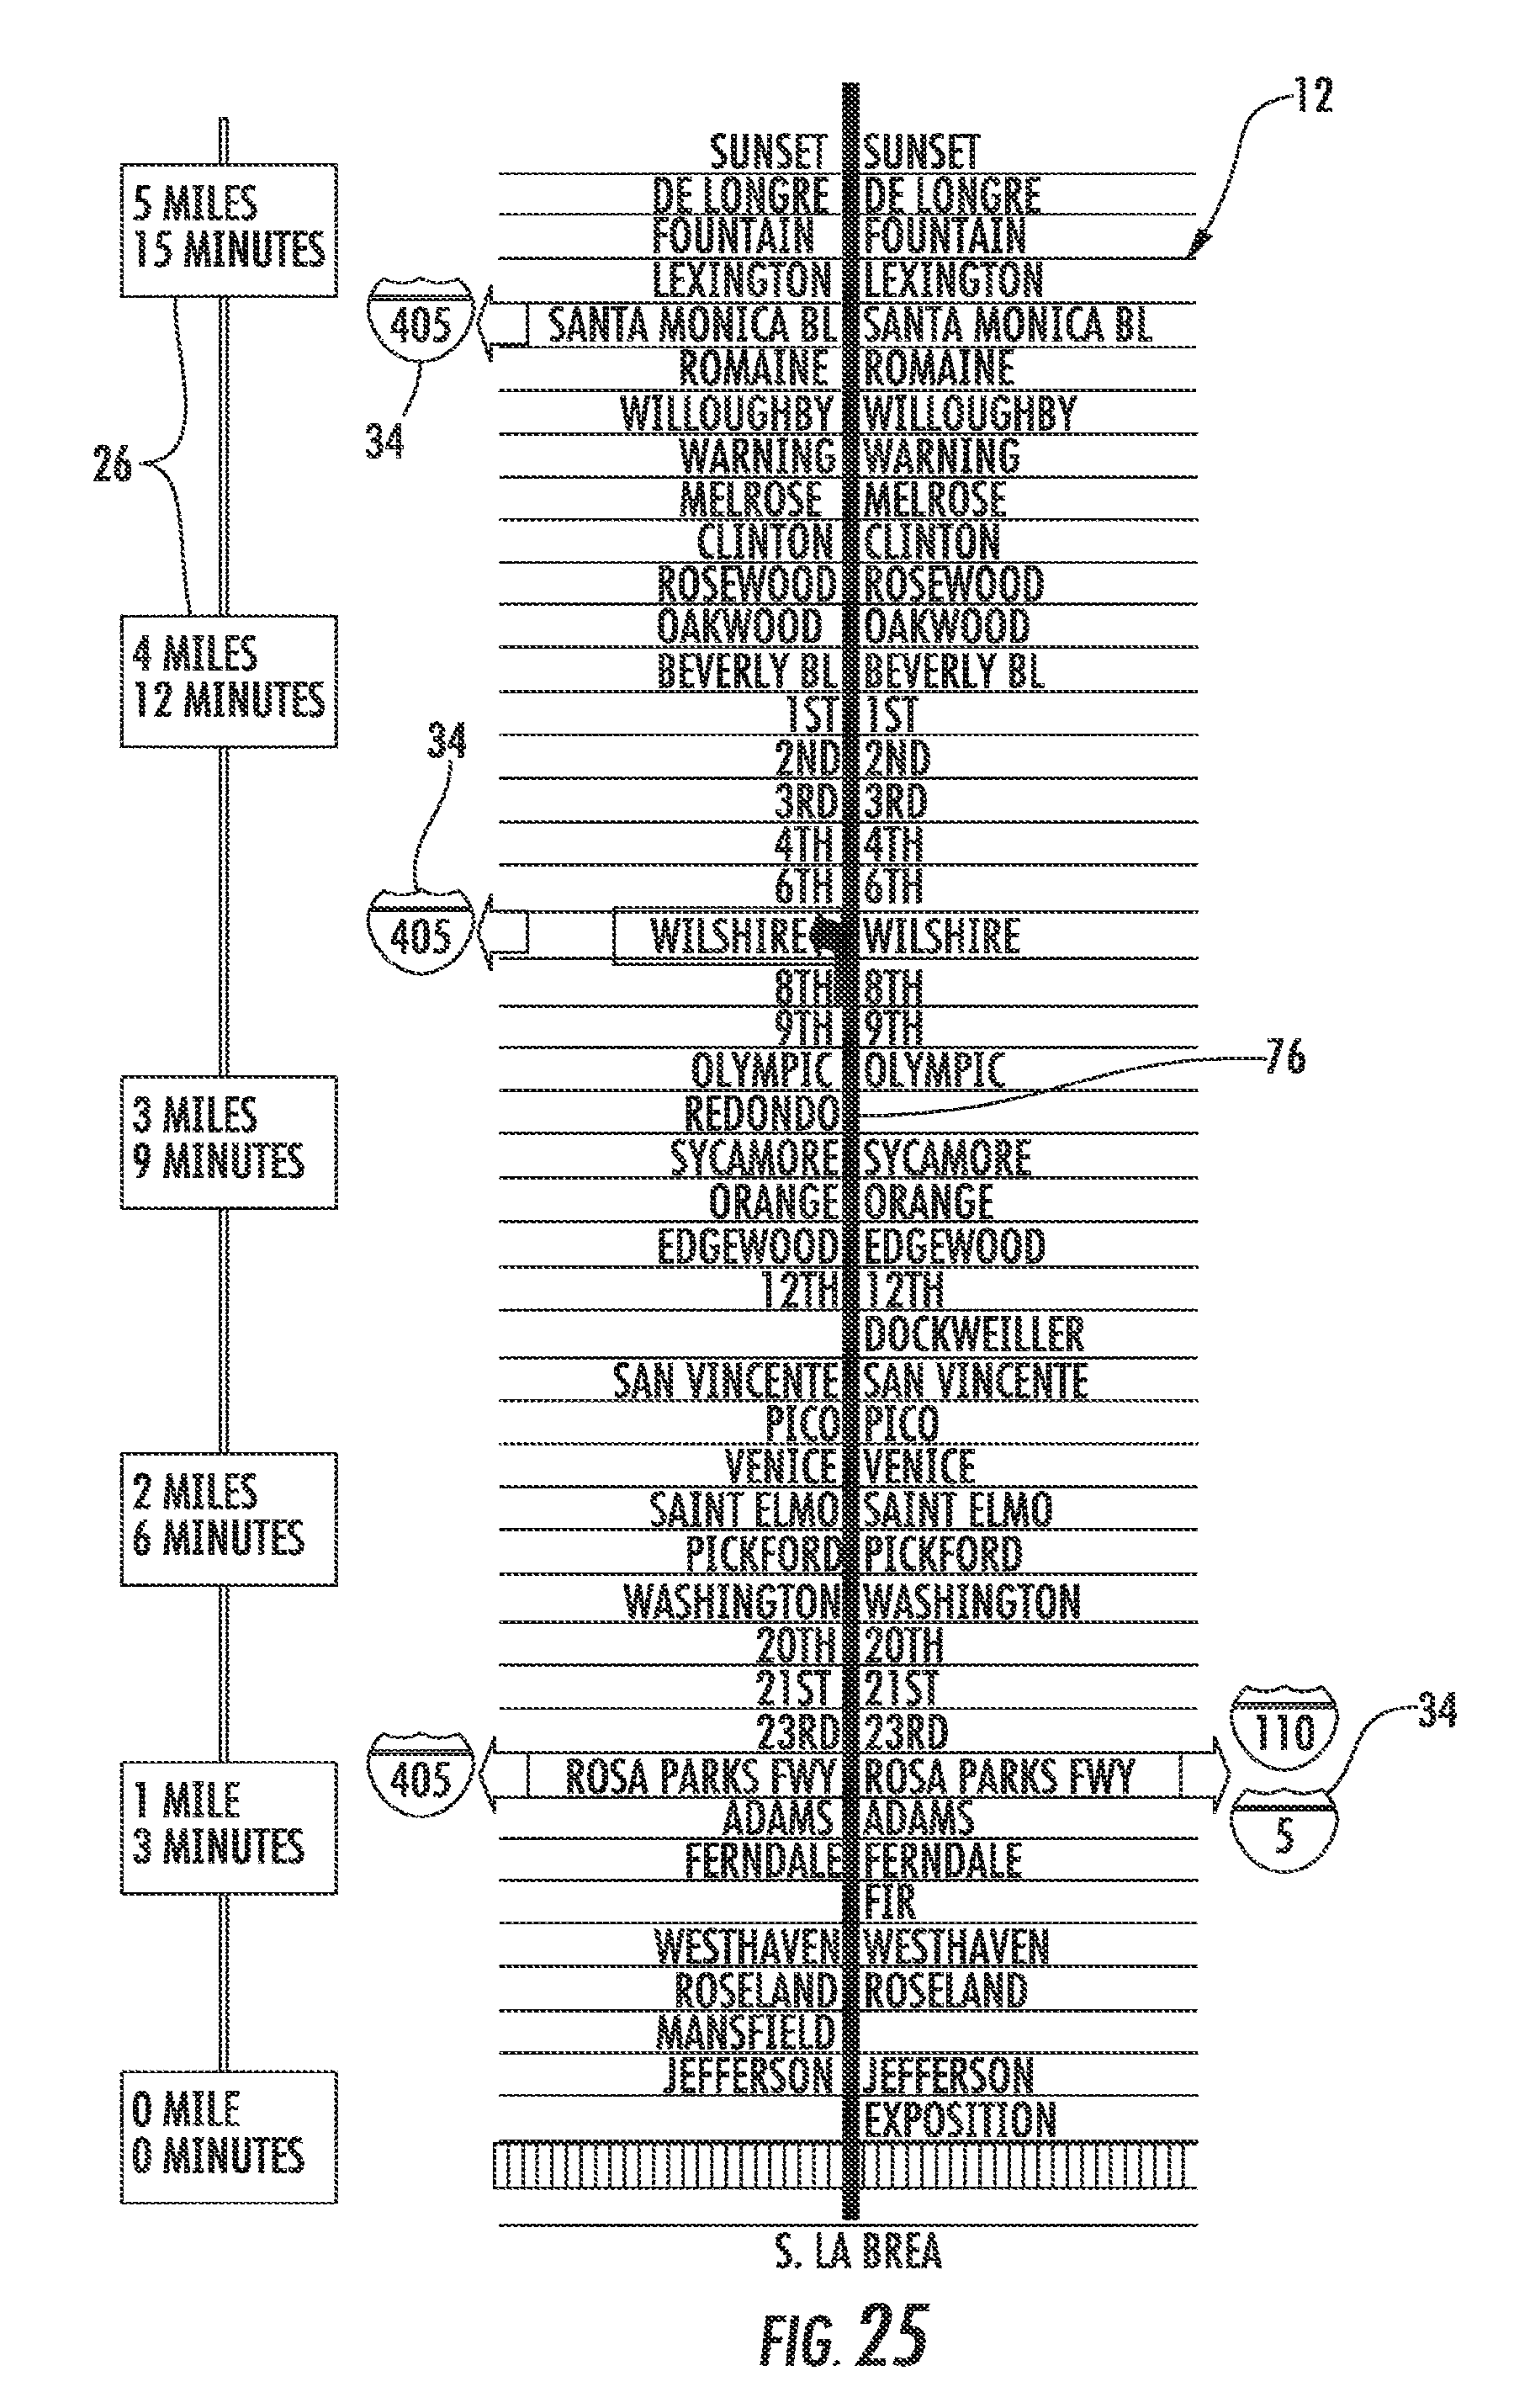 12
SUNSET SUNSET
5 MILES
15 MINUTES
DE LONGRE DE LONGRE
FOUNTAIN FOUNTAIN
LEXINGTON LEXINGTON
405 SANTA MONICA BL SANTA MONICA BL
ROMAINE ROMAINE
34
WILLOUGHBY WILLOUGHBY
26
WARNING WARNING
MELROSE MELROSE
CLINTON CLINTON
ROSEWOOD ROSEWOOD
4 MILES
12 MINUTES
OAKWOOD OAKWOOD
BEVERLY BL BEVERLY BL
1ST 1ST
34
2ND 2ND
3RD 3RD
4TH 4TH
6TH 6TH
405 WILSHIRE WILSHIRE
8TH 8TH
9TH 9TH
76
OLYMPIC OLYMPIC
3 MILES
9 MINUTES
REDONDO
SYCAMORE SYCAMORE
ORANGE ORANGE
EDGEWOOD EDGEWOOD
12TH 12TH
DOCKWEILLER
SAN VINCENTE SAN VINCENTE
PICO PICO
VENICE VENICE
2 MILES
6 MINUTES
SAINT ELMO SAINT ELMO
PICKFORD PICKFORD
WASHINGTON WASHINGTON
20TH 20TH
21ST 21ST
34
23RD 23RD
110
405 ROSA PARKS FWY ROSA PARKS FWY
5
1 MILE
3 MINUTES
ADAMS ADAMS
FERNDALE FERNDALE
FIR
WESTHAVEN WESTHAVEN
ROSELAND ROSELAND
MANSFIELD
JEFFERSON JEFFERSON
0 MILE
0 MINUTES
EXPOSITION
S. LA BREA
FIG. 25